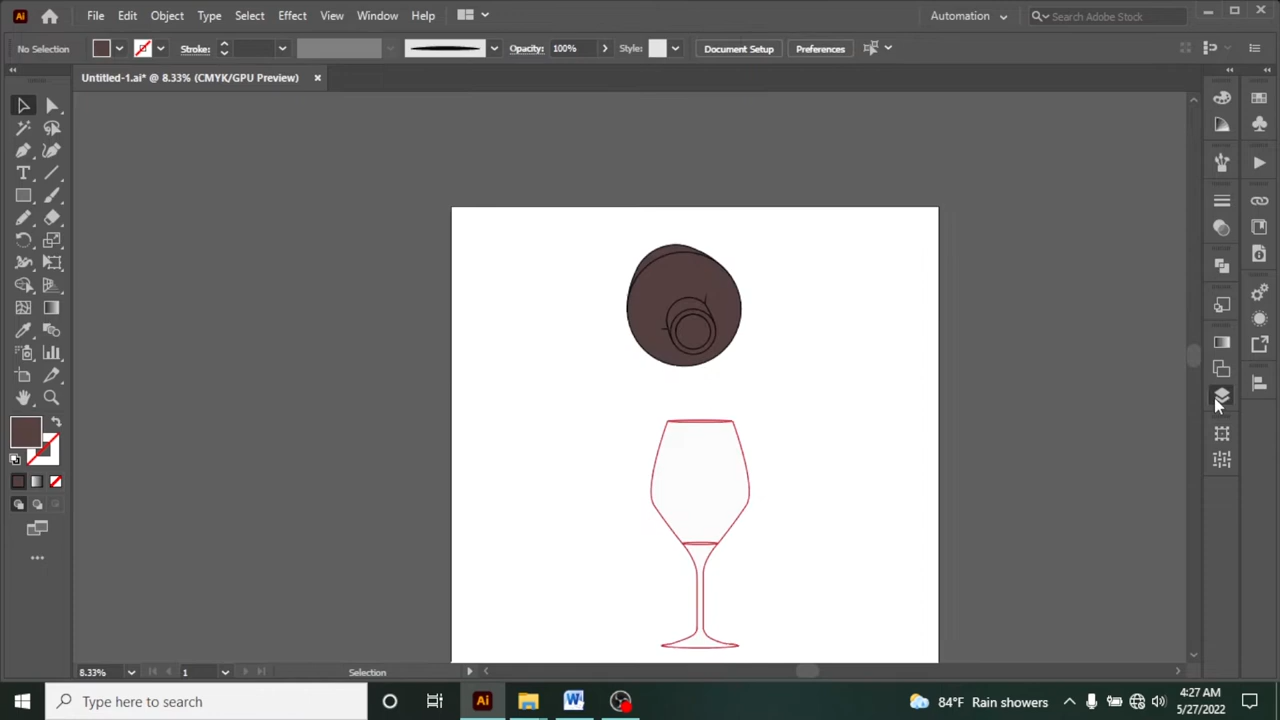 Ai File Edit Object Type Select Effect View Window Help Automation Search Adobe Stock
No Selection Stroke: Opacity: 100% Style: Document Setup Preferences
Untitled-1.ai* @ 8.33% (CMYK/GPU Preview) ×
8.33% 1 Selection
Type here to search Ai W 84°F Rain showers 4:27 AM
5/27/2022